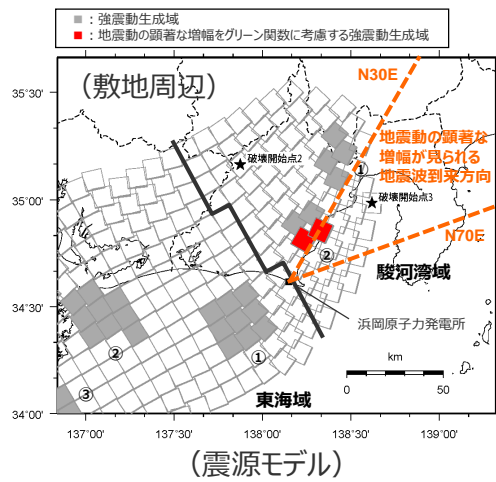 ：強震動生成域
：地震動の顕著な増幅をグリーン関数に考慮する強震動生成域
（敷地周辺）
N30E
35°30'
地震動の顕著な
増幅が見られる
地震波到来方向
破壊開始点2
①
破壊開始点3
35°00'
N70E
②
駿河湾域
34°30'
浜岡原子力発電所
②
①
km
③
0
50
東海域
34°00'
137°00'
137°30'
138°00'
138°30'
139°00'
（震源モデル）